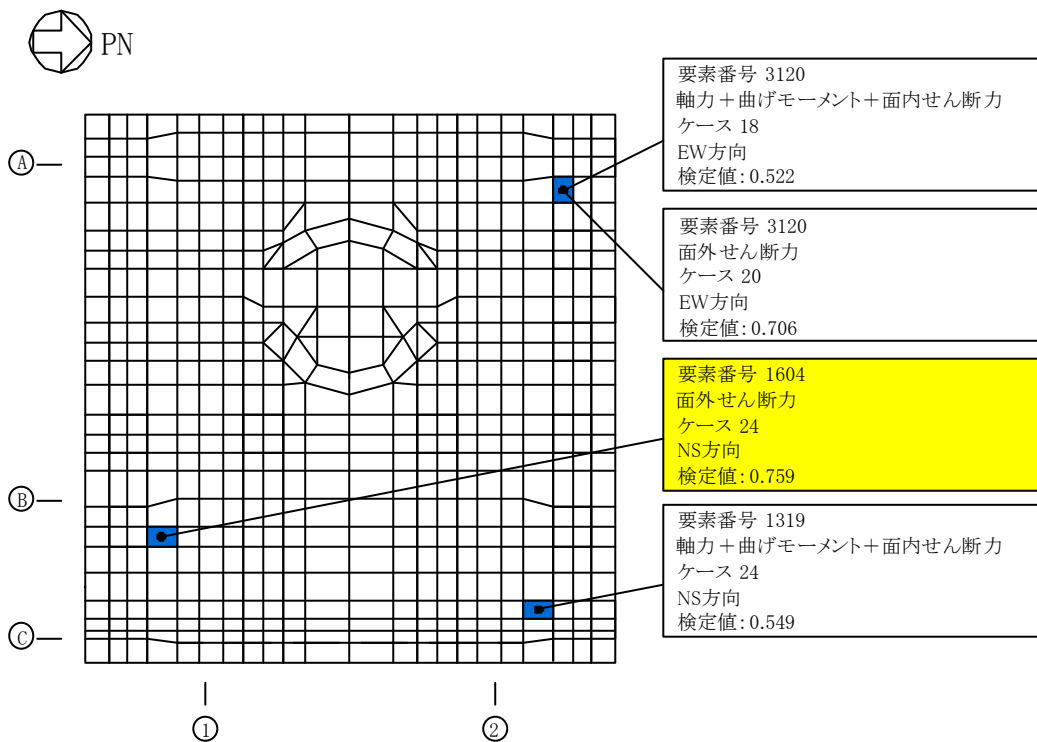 PN
要素番号 3120
軸力＋曲げモーメント＋面内せん断力
ケース 18
EW方向
検定値：0.522
A
要素番号 3120
面外せん断力
ケース 20
EW方向
検定値：0.706
要素番号 1604
面外せん断力
ケース 24
NS方向
検定値：0.759
B
要素番号 1319
軸力＋曲げモーメント＋面内せん断力
ケース 24
NS方向
検定値：0.549
C
1
2